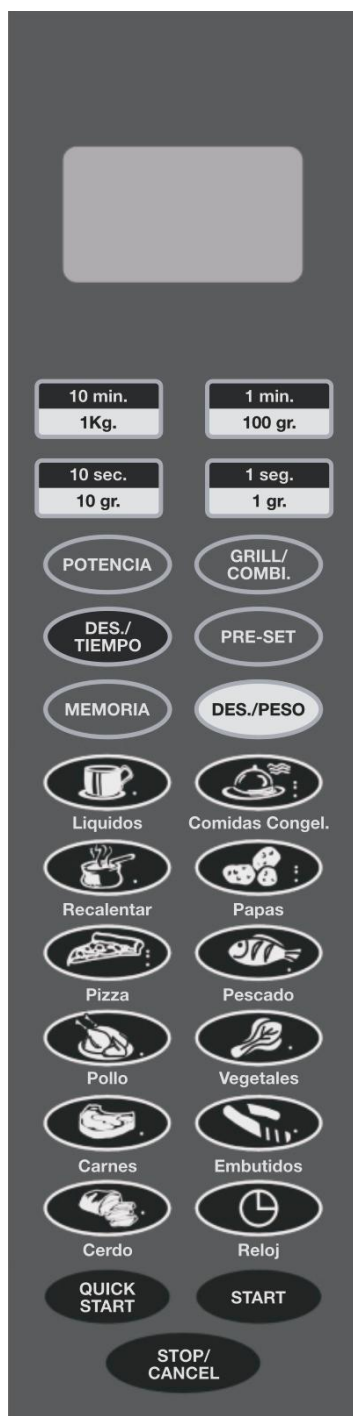 10 min.
1Kg.
1 min.
100 gr.
10 sec.
10 gr.
1 seg.
1 gr.
POTENCIA
GRILL/
COMBI.
DES./
TIEMPO
PRE-SET
MEMORIA
DES./PESO
Liquidos
Comidas Congel.
Recalentar
Papas
Pizza
Pescado
Pollo
Vegetales
Carnes
Embutidos
Cerdo
Reloj
QUICK
START
START
STOP/
CANCEL